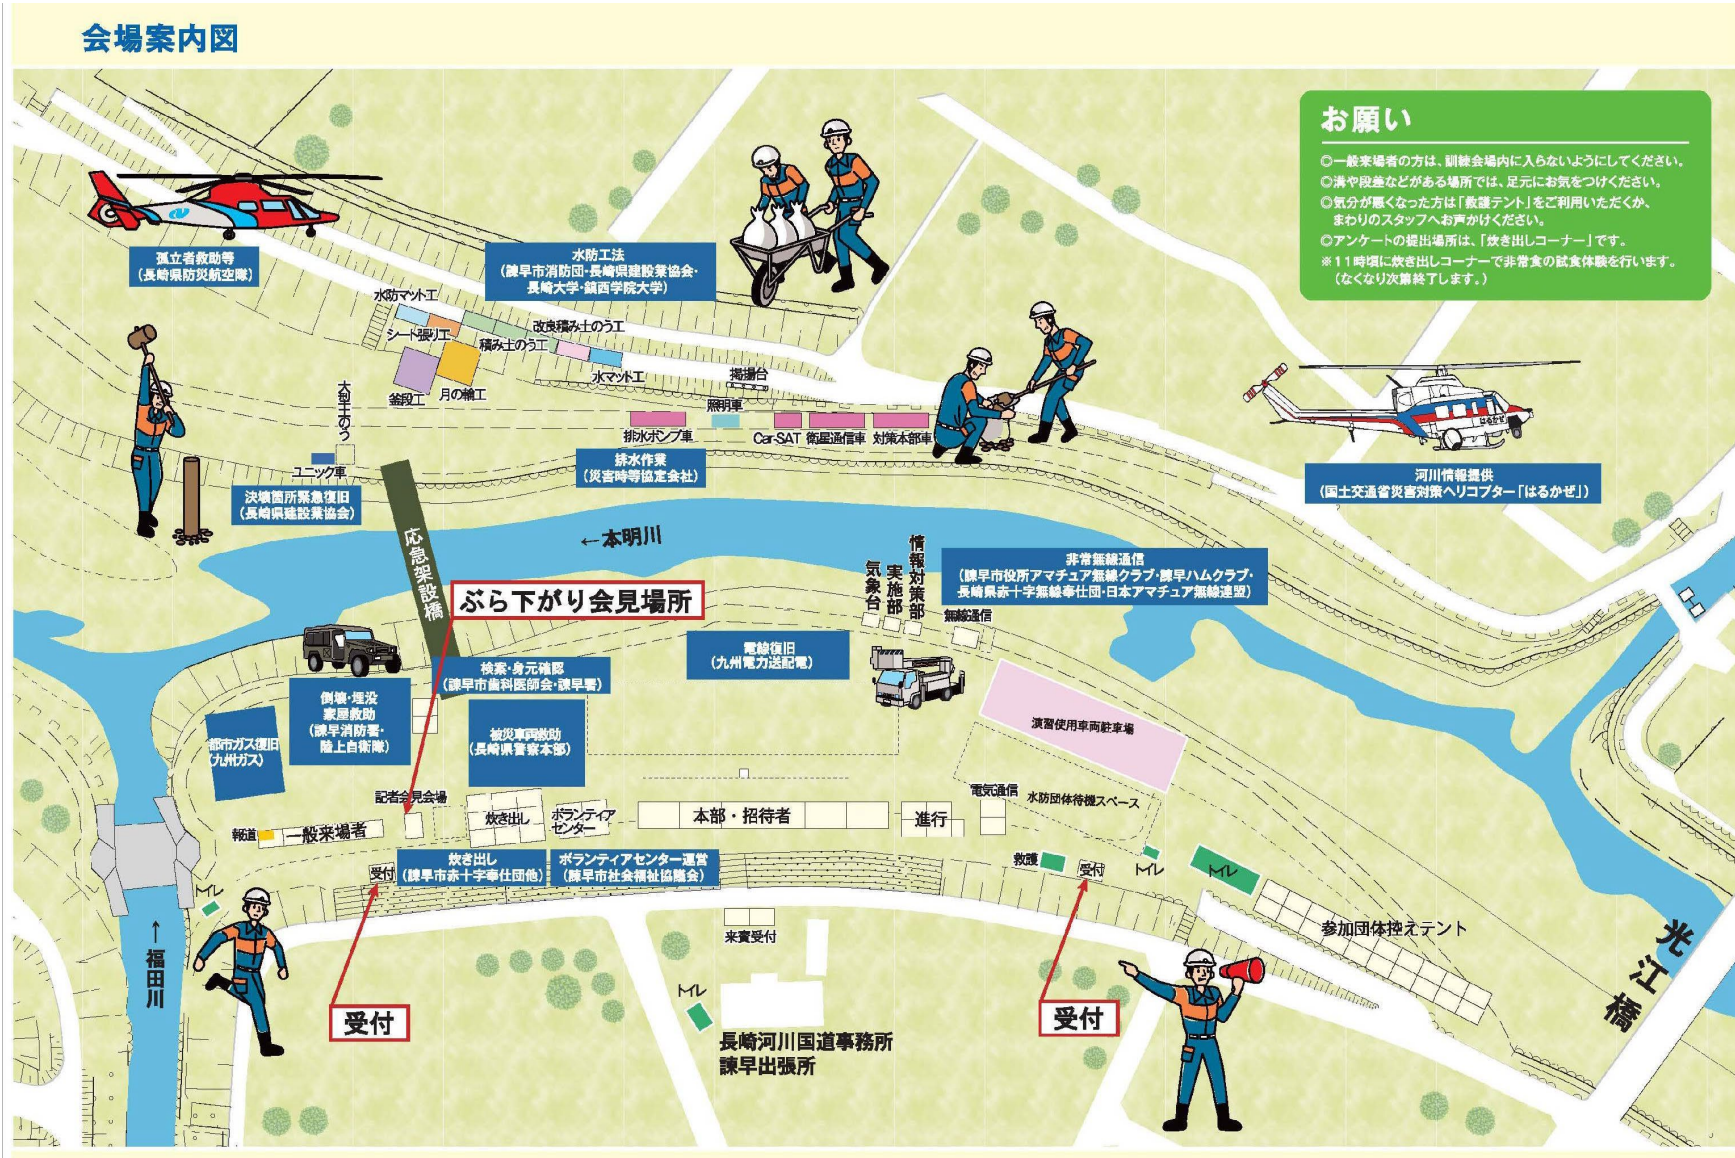 会場案内図
お願い
◎一般来場者の方は、訓練会場内に入らないようにしてください。
◎溝や段差などがある場所では、足元にお気をつけください。
◎気分が悪くなった方は「救護テント」をご利用いただくか、
まわりのスタッフへお声かけください。
◎アンケートの提出場所は、「炊き出しコーナー」です。
※11時頃に炊き出しコーナーで非常食の試食体験を行います。
(なくなり次第終了します。)
孤立者救助等
(長崎県防災航空隊)
水防工法
(諫早市消防団・長崎県建設業協会・
長崎大学・鎮西学院大学)
水防マット工
シート張り工
改良積み土のう工
積み土のう工
水マット工
釜段工
月の輪工
掲揚台
照明車
大型土のう
排水ポンプ車
Car-SAT
衛星通信車
対策本部車
ユニック車
排水作業
(災害時等協定会社)
決壊箇所緊急復旧
(長崎県建設業協会)
はるかぜ
河川情報提供
(国土交通省災害対策ヘリコプター「はるかぜ」)
応急架設橋
←本明川
気象台
実施部
情報対策部
非常無線通信
(諫早市役所アマチュア無線クラブ・諫早ハムクラブ・
長崎県赤十字無線奉仕団・日本アマチュア無線連盟)
無線通信
ぶら下がり会見場所
電線復旧
(九州電力送配電)
検案・身元確認
(諫早市歯科医師会・諫早署)
倒壊・埋没
家屋救助
(諫早消防署・
陸上自衛隊)
都市ガス復旧
(九州ガス)
被災車両救助
(長崎県警察本部)
演習使用車両駐車場
記者会見会場
報道
一般来場者
炊き出し
ボランティア
センター
本部・招待者
進行
電気通信
水防団体待機スペース
受付
炊き出し
(諫早市赤十字奉仕団他)
ボランティアセンター運営
(諫早市社会福祉協議会)
救護
受付
トイレ
トイレ
トイレ
来賓受付
参加団体控えテント
光江橋
←福田川
受付
トイレ
受付
長崎河川国道事務所
諫早出張所